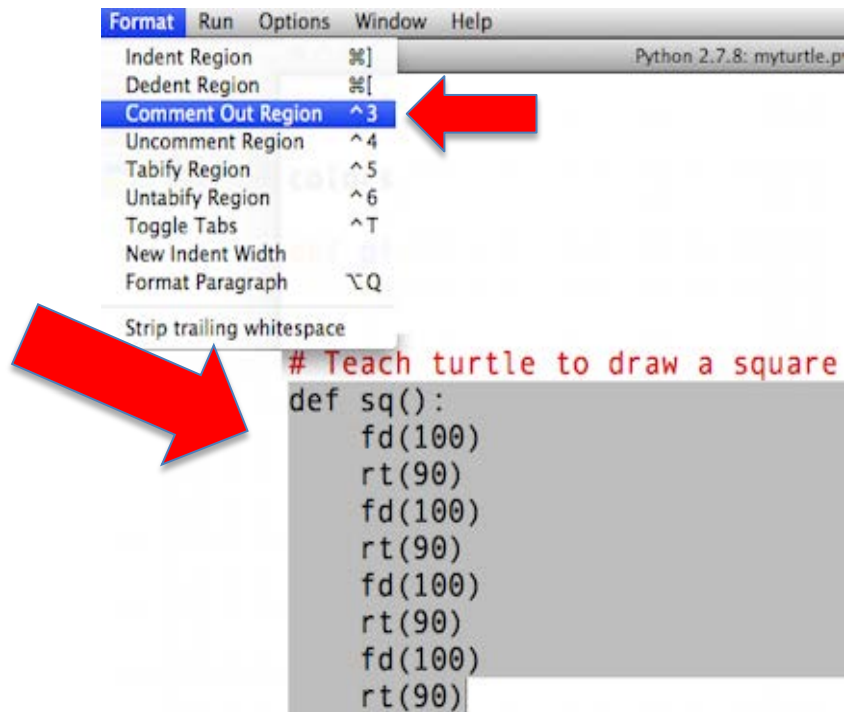 Format Run Options Window Help
Python 2.7.8: myturtle.py
Indent Region ⌘]
Dedent Region ⌘[
Comment Out Region ^3
Uncomment Region ^4
Tabify Region ^5
Untabify Region ^6
Toggle Tabs ^T
New Indent Width
Format Paragraph ⌥Q
Strip trailing whitespace
# Teach turtle to draw a square
def sq():
    fd(100)
    rt(90)
    fd(100)
    rt(90)
    fd(100)
    rt(90)
    fd(100)
    rt(90)